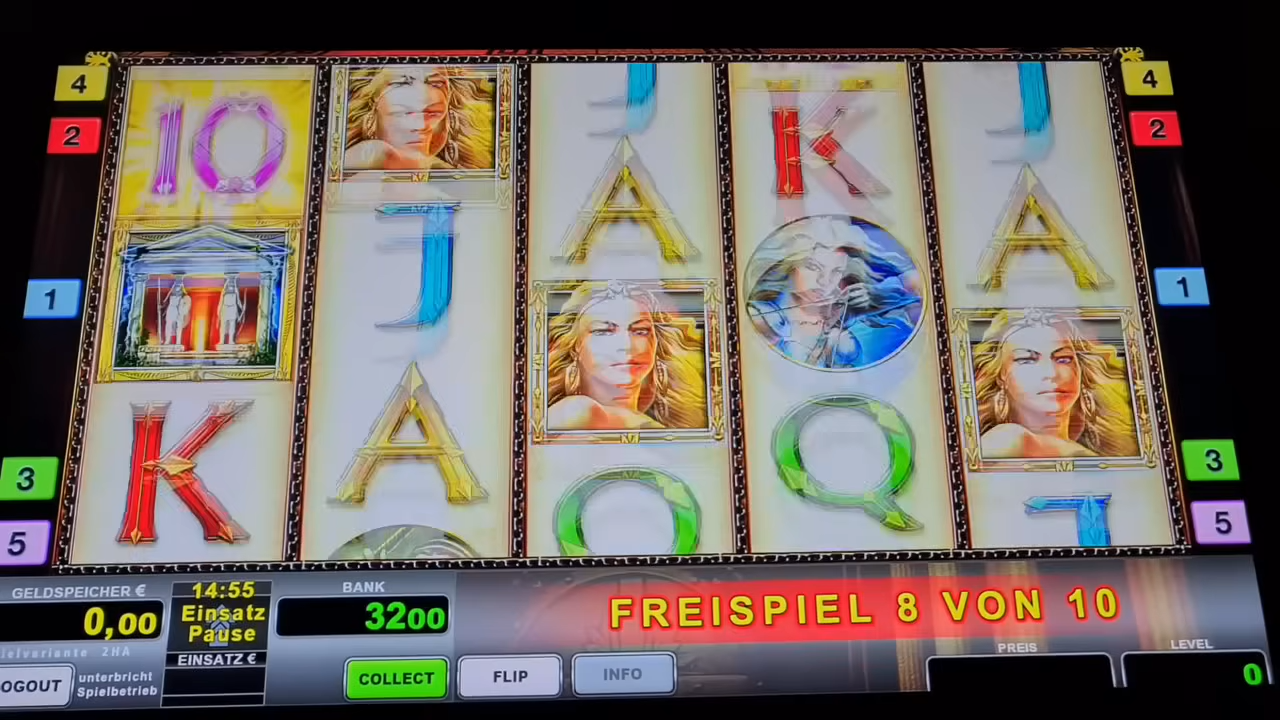 4
4
2
2
10
K
J
J
A
J
A
1
1
A
K
Q
3
3
Q
J
5
5
GELDSPEICHER €
0,00
14:55
Einsatz
Pause
EINSATZ €
BANK
3200
FREISPIEL 8 VON 10
PREIS
LEVEL
0
2HA
OGOUT
unterbricht
Spielbetrieb
COLLECT
FLIP
INFO